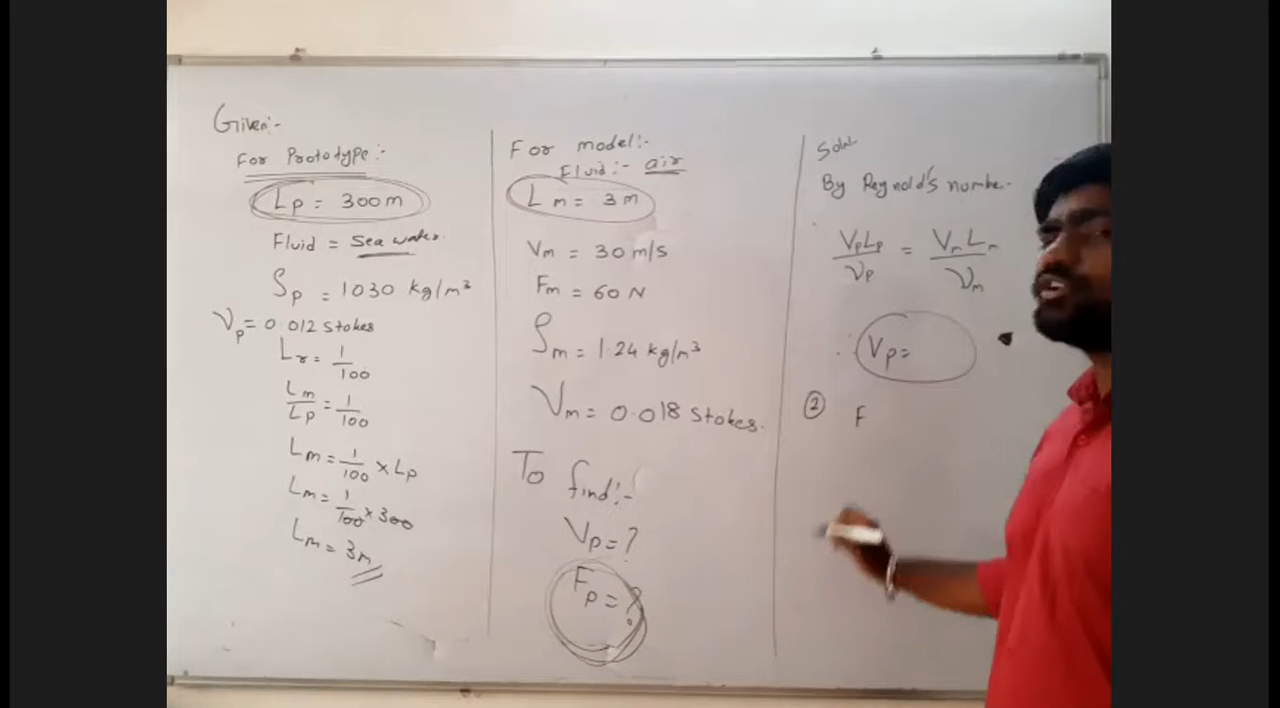 Given:-
For Prototype:-
Lp = 300m
Fluid = Sea water.
ρp = 1030 kg/m³
νp = 0.012 Stokes
Lr = 1/100
Lm/Lp = 1/100
Lm = 1/100 × Lp
Lm = 1/100 × 300
Lm = 3m
For model:-
Fluid:- air
Lm = 3m
Vm = 30 m/s
Fm = 60 N
ρm = 1.24 kg/m³
νm = 0.018 Stokes.
To find:-
Vp = ?
Fp = ?
Soln.
By Reynold's number-
VpLp/νp = VmLm/νm
Vp=
② F